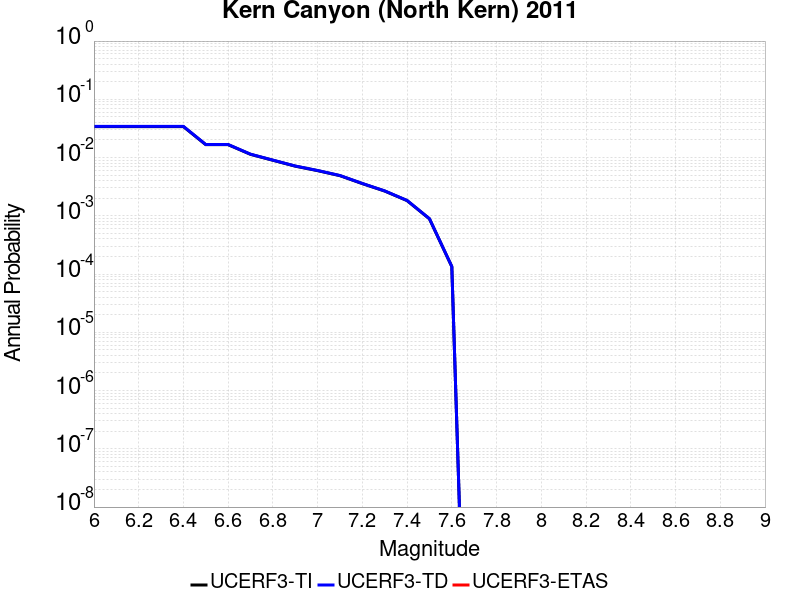 Kern Canyon (North Kern) 2011
10^0
10^-1
10^-2
10^-3
10^-4
10^-5
10^-6
10^-7
10^-8
Annual Probability
6 6.2 6.4 6.6 6.8 7 7.2 7.4 7.6 7.8 8 8.2 8.4 8.6 8.8 9
Magnitude
UCERF3-TI UCERF3-TD UCERF3-ETAS